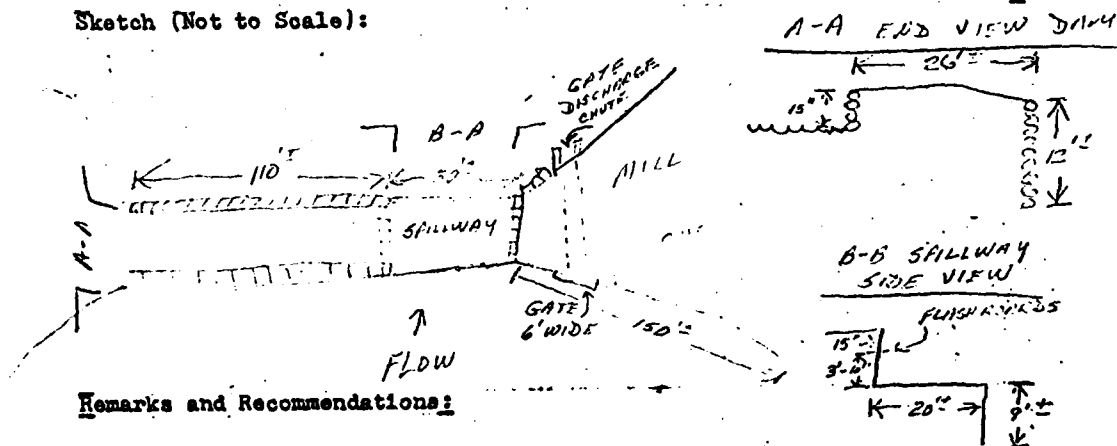 Sketch (Not to Scale):
A-A END VIEW DAM
26'±
15"
12'±
GATE
DISCHARGE
CHUTE
B-A
110'±
MILL
A-A
SPILLWAY
GATE
6' WIDE
150'±
FLOW
B-B SPILLWAY
SIDE VIEW
FLASHBOARDS
15"
20'±
9'±
Remarks and Recommendations: